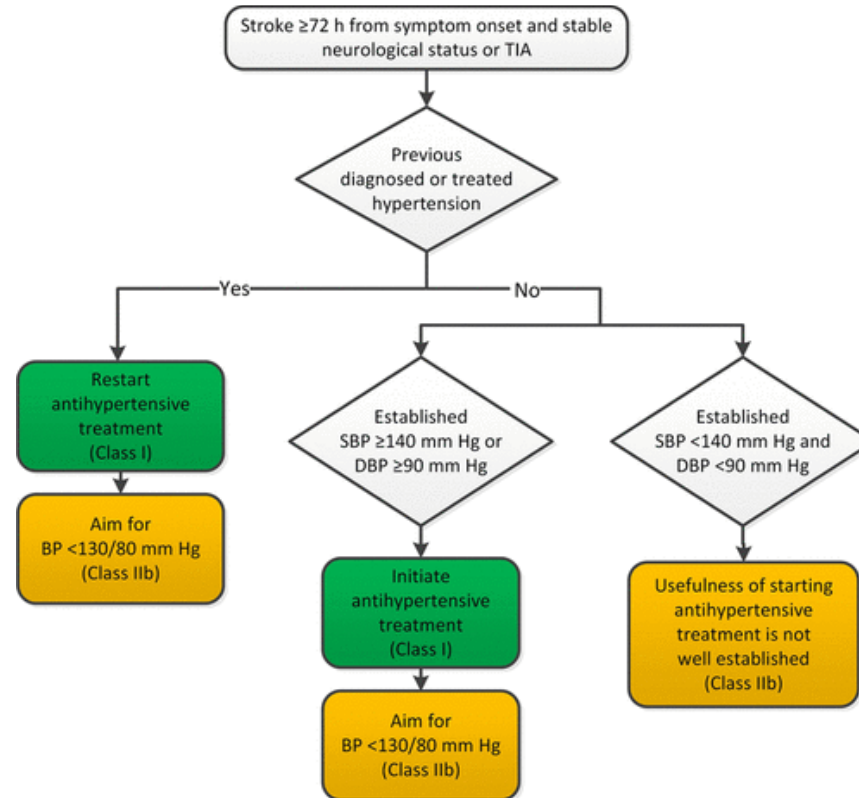 Stroke ≥72 h from symptom onset and stable
neurological status or TIA
Previous
diagnosed or treated
hypertension
Yes
No
Restart
antihypertensive
treatment
(Class I)
Aim for
BP <130/80 mm Hg
(Class IIb)
Established
SBP ≥140 mm Hg or
DBP ≥90 mm Hg
Initiate
antihypertensive
treatment
(Class I)
Aim for
BP <130/80 mm Hg
(Class IIb)
Established
SBP <140 mm Hg and
DBP <90 mm Hg
Usefulness of starting
antihypertensive
treatment is not
well established
(Class IIb)